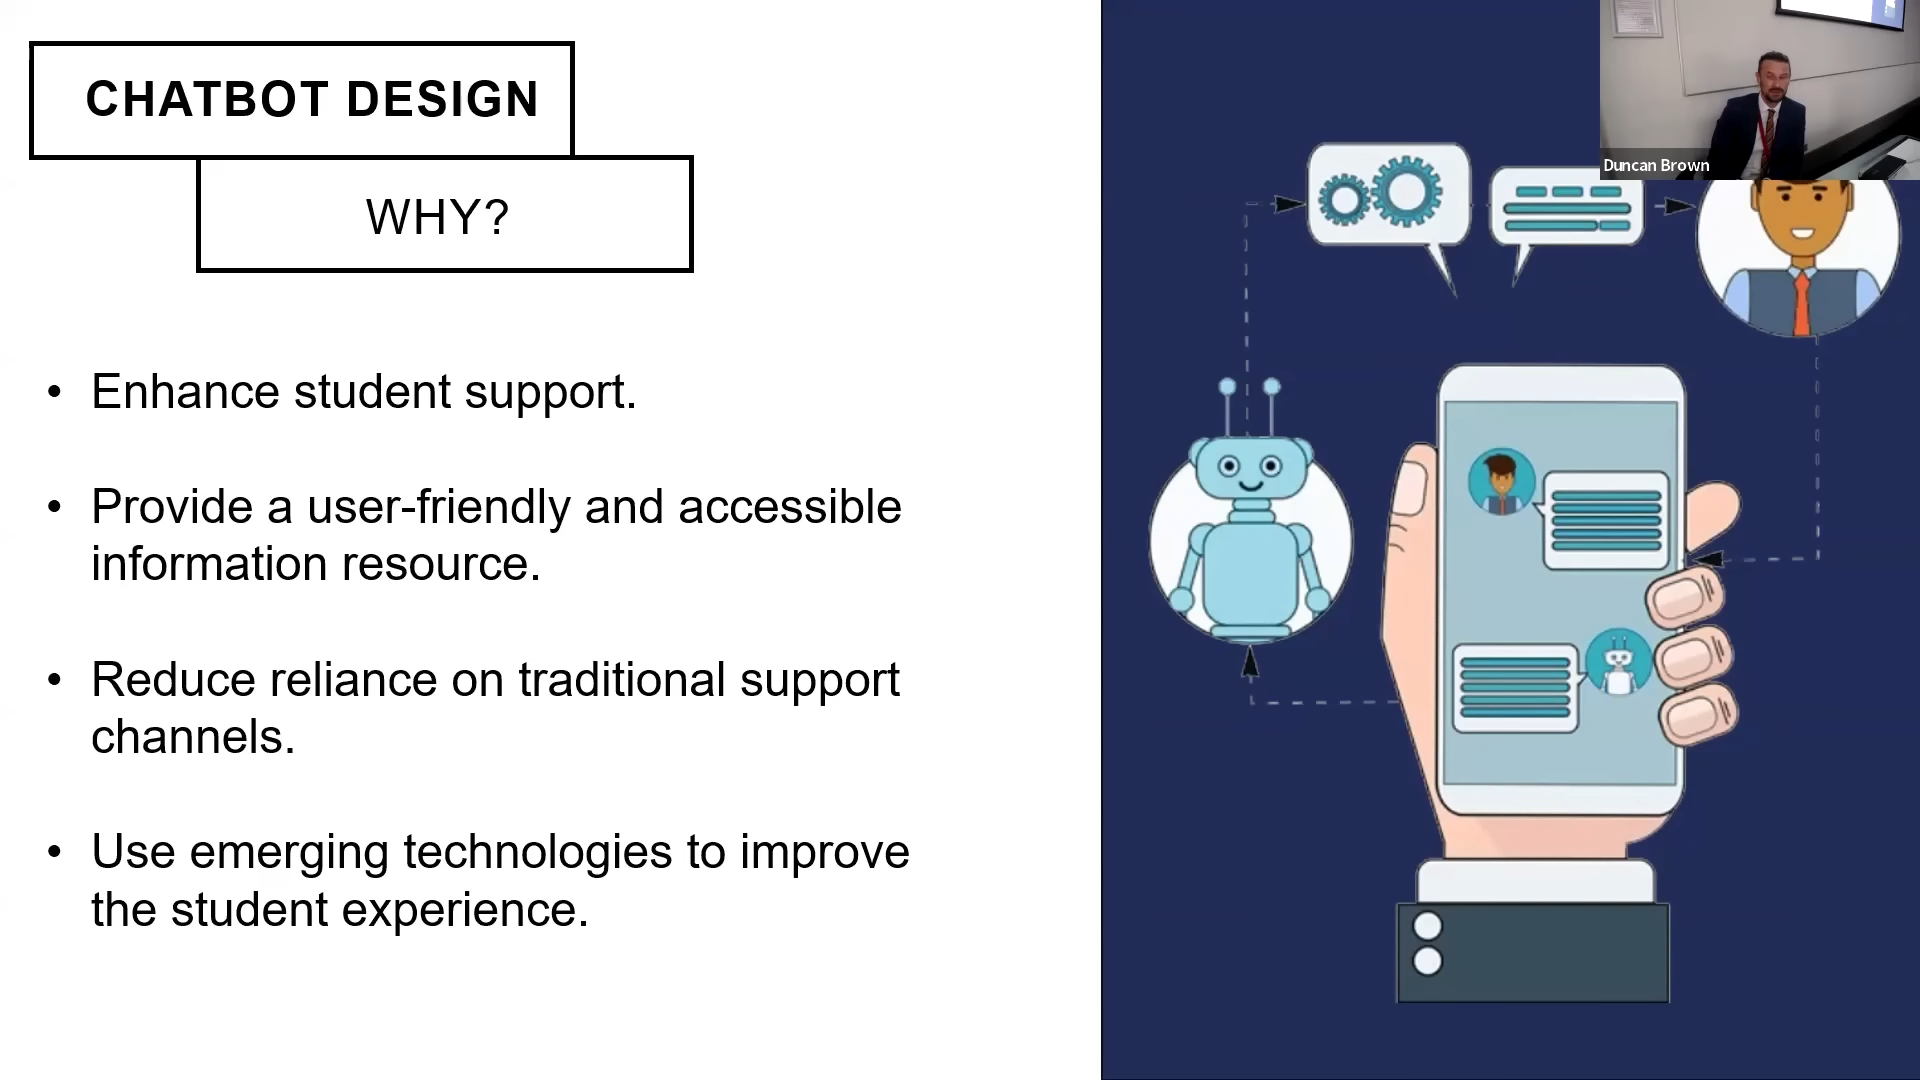 CHATBOT DESIGN
WHY?
• Enhance student support.
• Provide a user-friendly and accessible
information resource.
• Reduce reliance on traditional support
channels.
• Use emerging technologies to improve
the student experience.
Duncan Brown